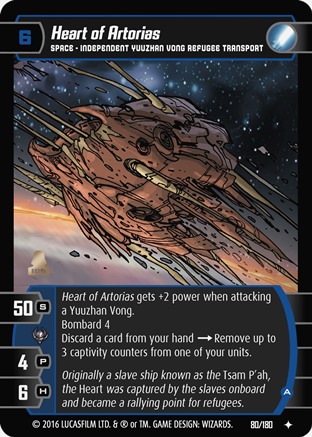 6
Heart of Artorias
SPACE - INDEPENDENT YUUZHAN VONG REFUGEE TRANSPORT
50 S
4 P
6 H
Heart of Artorias gets +2 power when attacking
a Yuuzhan Vong.
Bombard 4
Discard a card from your hand → Remove up to
3 captivity counters from one of your units.
Originally a slave ship known as the Tsam P'ah,
the Heart was captured by the slaves onboard
and became a rallying point for refugees.
A
© 2016 LUCASFILM LTD. & ® or TM. GAME DESIGN: WIZARDS.
80/180